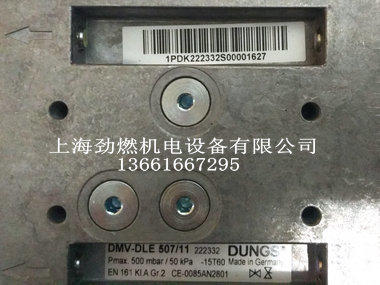 1PDK222332S00001627
上海劲燃机电设备有限公司
13661667295
DMV-DLE 507/11 222332 DUNGS
Pmax. 500 mbar / 50 kPa -15T60 Made in Germany
EN 161 Kl.A Gr.2 CE-0085AN2801